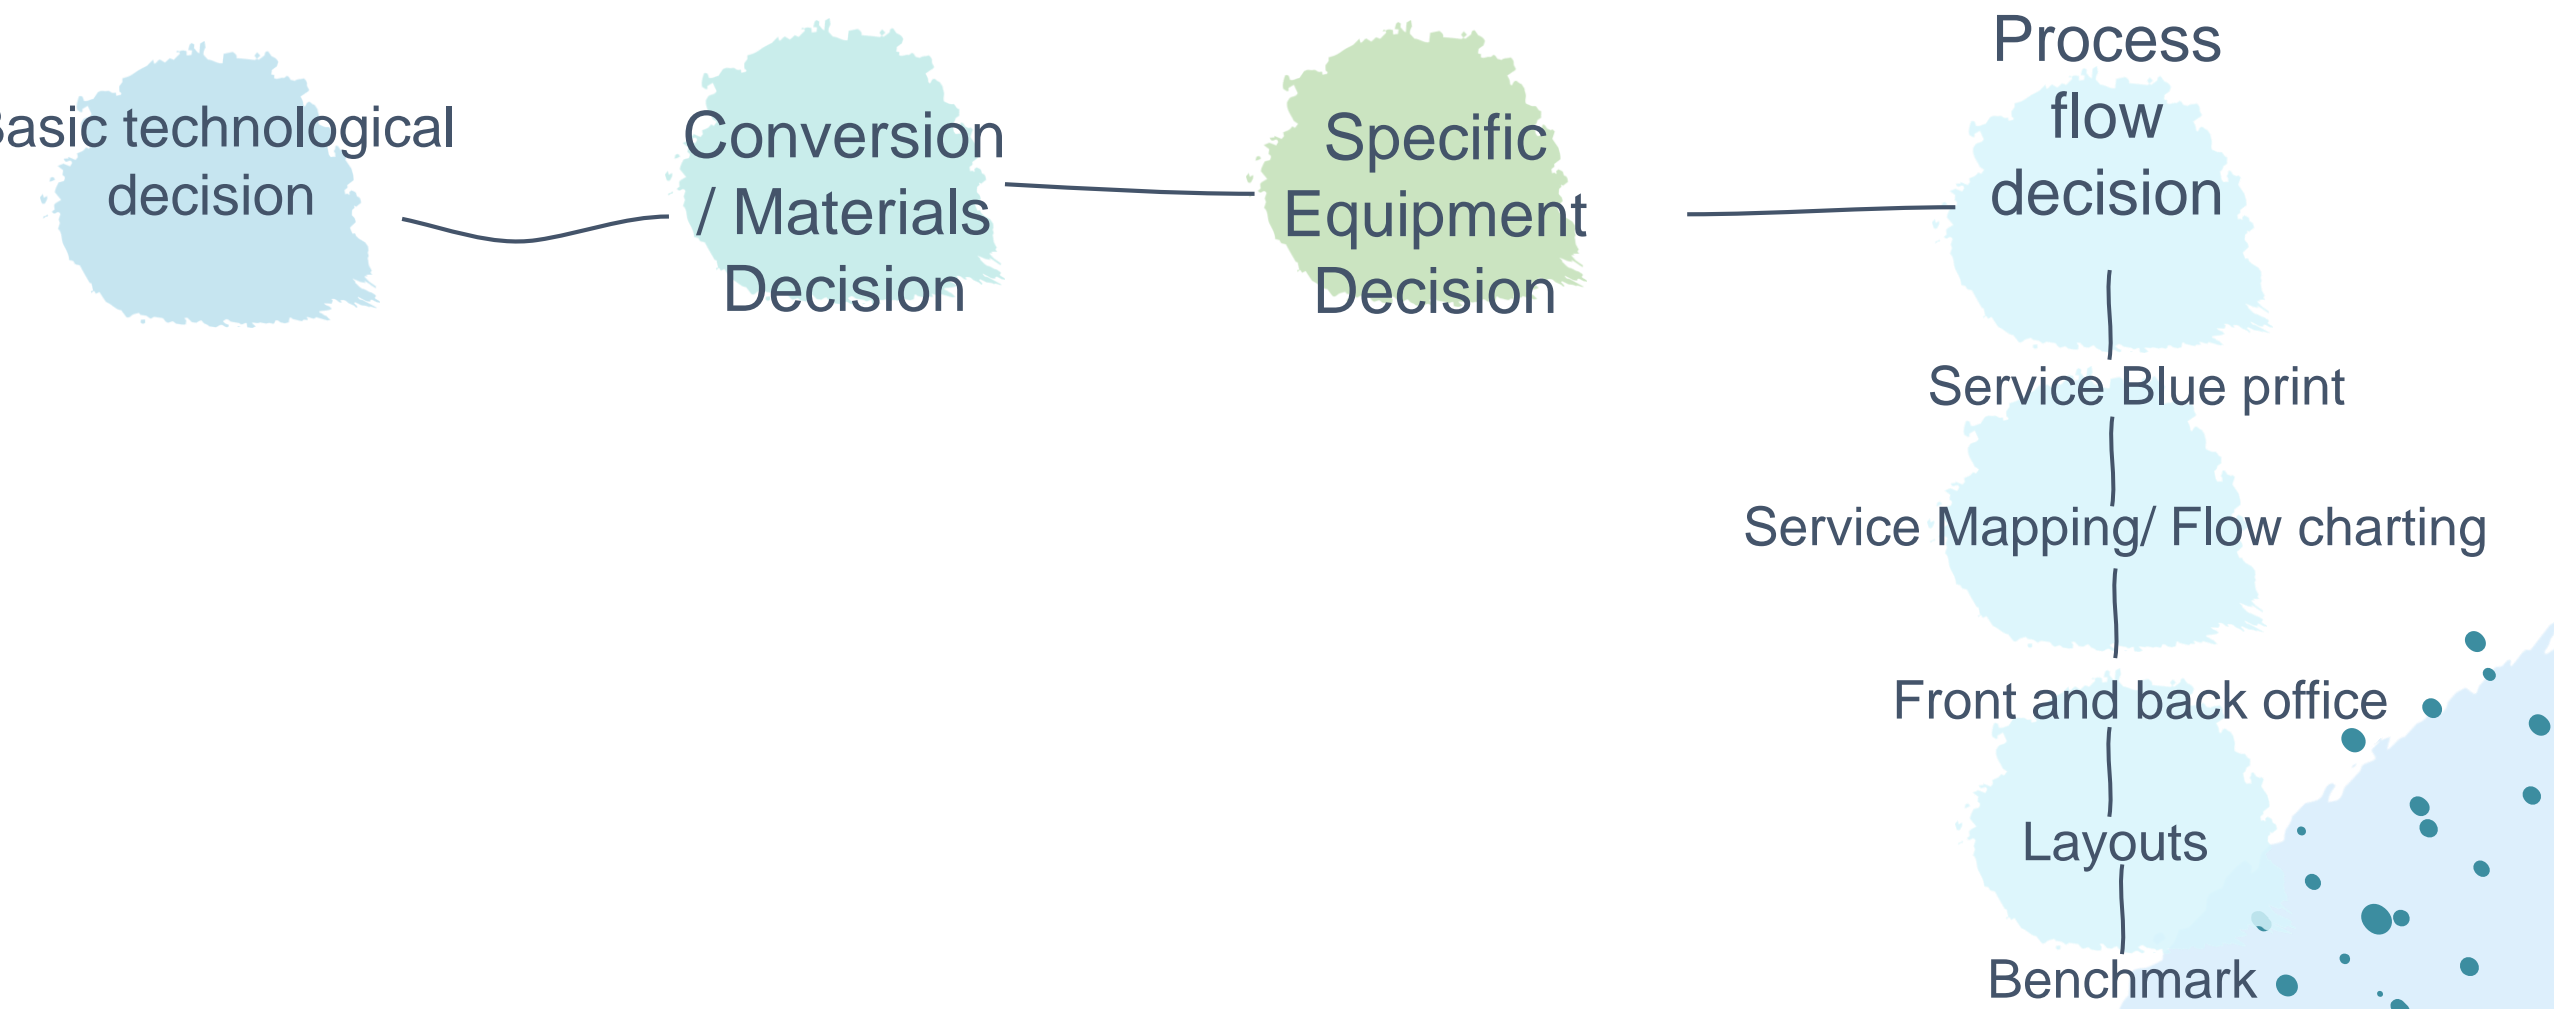 Basic technological
decision
Conversion
/ Materials
Decision
Specific
Equipment
Decision
Process
flow
decision
Service Blue print
Service Mapping/ Flow charting
Front and back office
Layouts
Benchmark